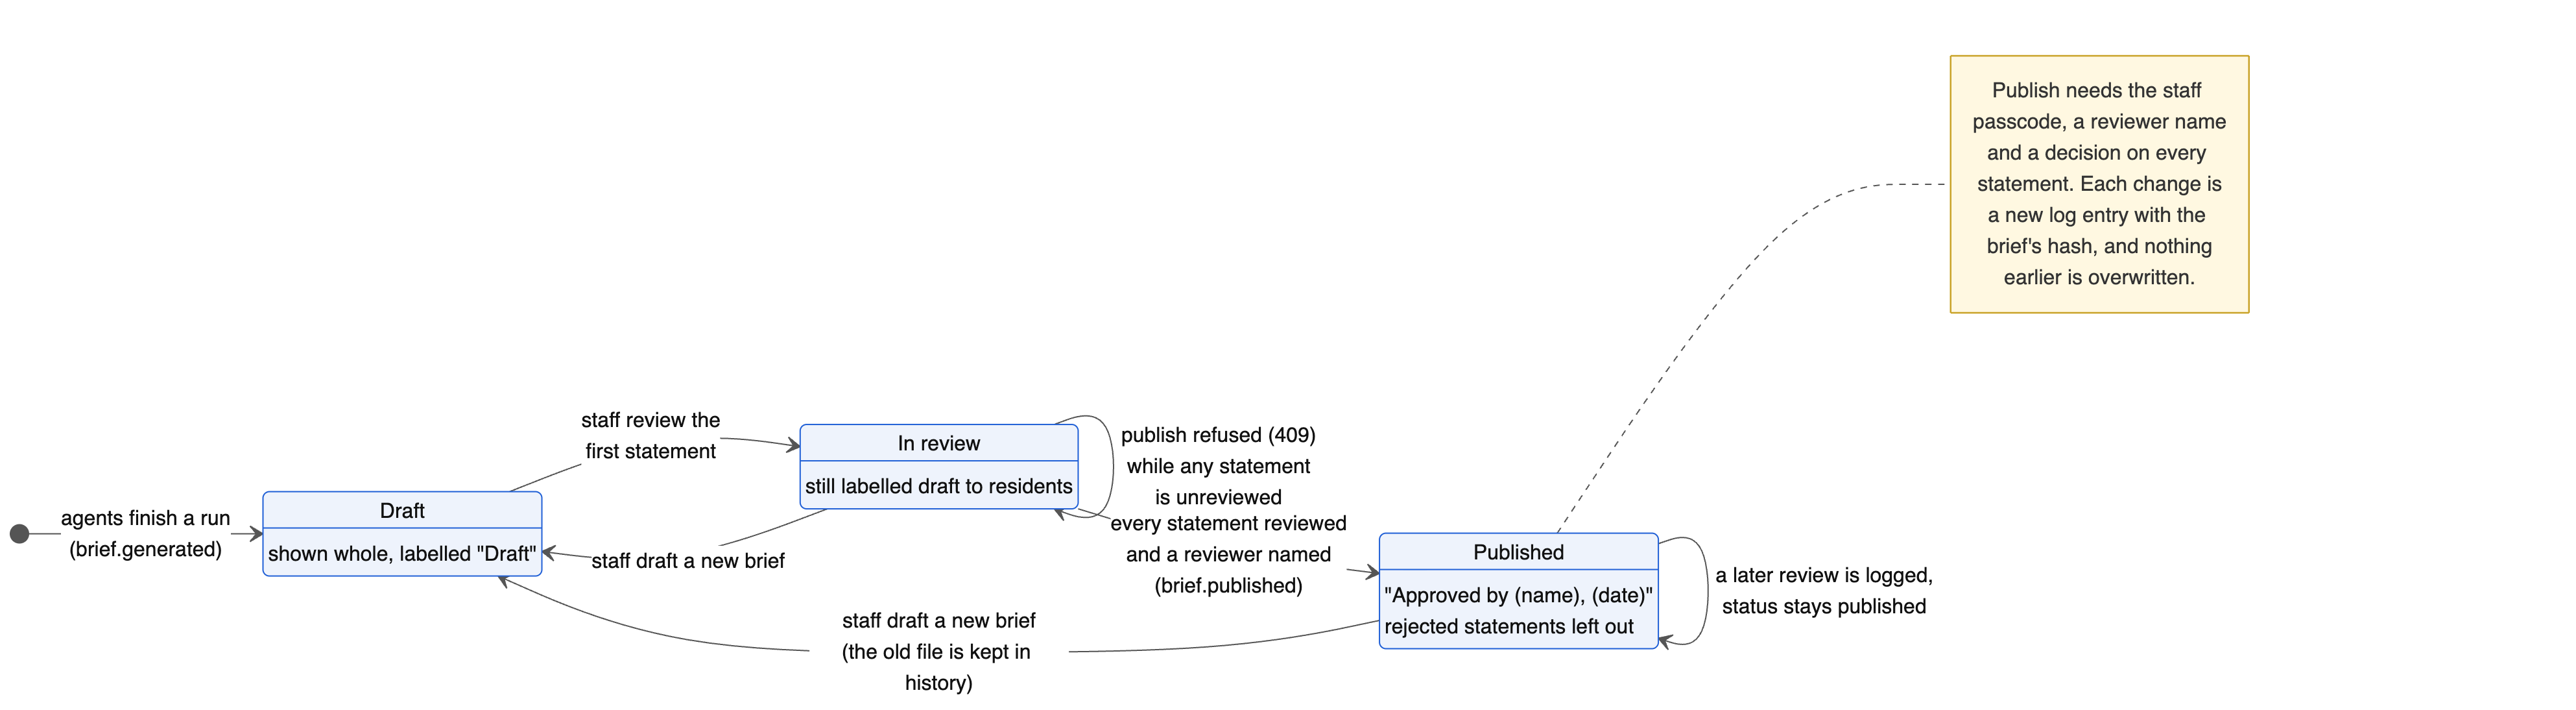 Publish needs the staff
passcode, a reviewer name
and a decision on every
statement. Each change is
a new log entry with the
brief's hash, and nothing
earlier is overwritten.
agents finish a run
(brief.generated)
Draft
shown whole, labelled "Draft"
staff review the
first statement
In review
still labelled draft to residents
publish refused (409)
while any statement
is unreviewed
staff draft a new brief
every statement reviewed
and a reviewer named
(brief.published)
Published
"Approved by (name), (date)"
rejected statements left out
a later review is logged,
status stays published
staff draft a new brief
(the old file is kept in
history)